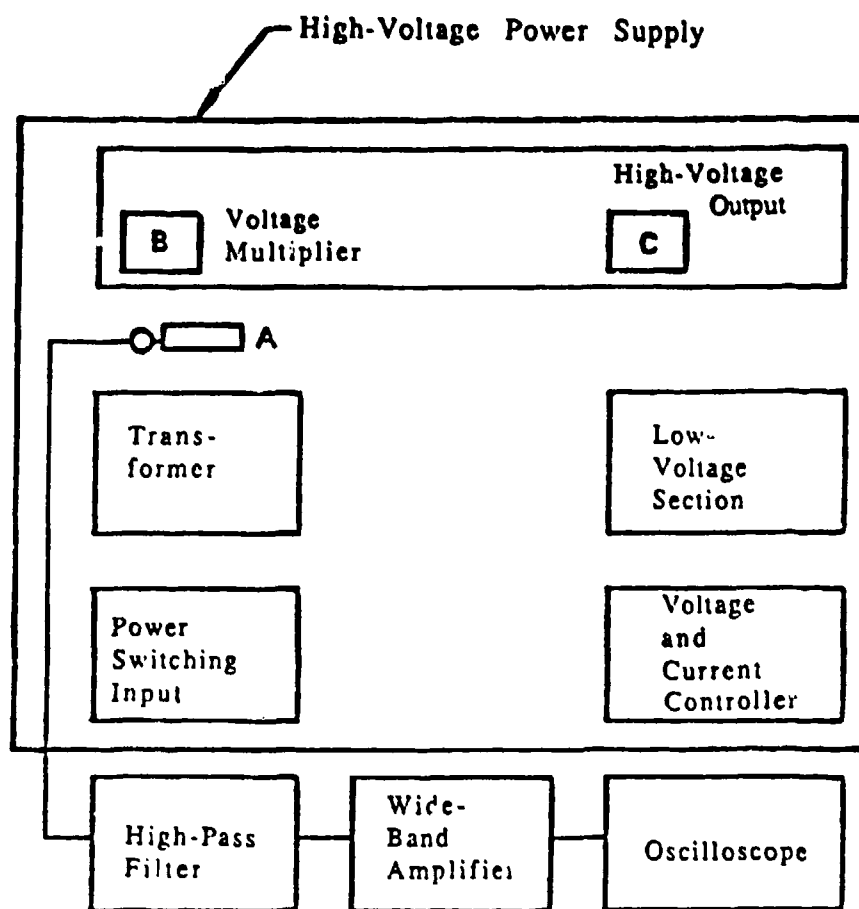 High-Voltage Power Supply
High-Voltage
Output
B
Voltage
Multiplier
C
A
Trans-
former
Low-
Voltage
Section
Power
Switching
Input
Voltage
and
Current
Controller
High-Pass
Filter
Wide-
Band
Amplifier
Oscilloscope